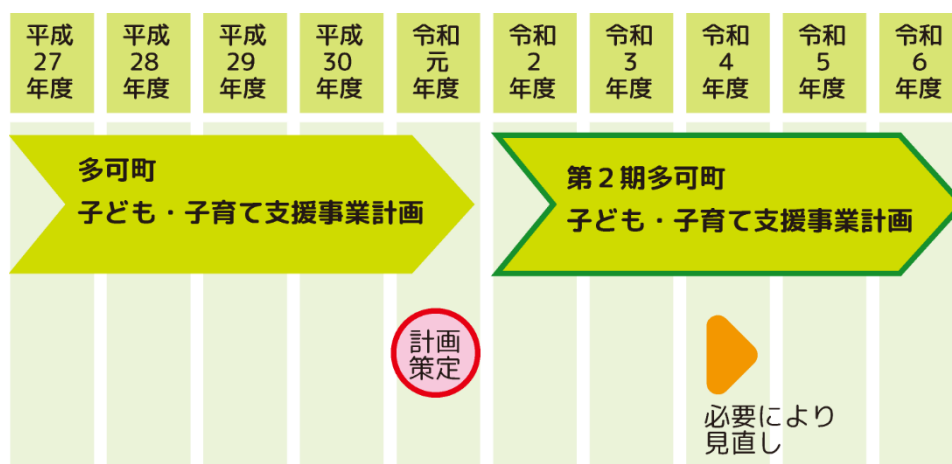 平成
27
年度
平成
28
年度
平成
29
年度
平成
30
年度
令和
元
年度
令和
2
年度
令和
3
年度
令和
4
年度
令和
5
年度
令和
6
年度
多可町
子ども・子育て支援事業計画
第２期多可町
子ども・子育て支援事業計画
計画
策定
必要により
見直し